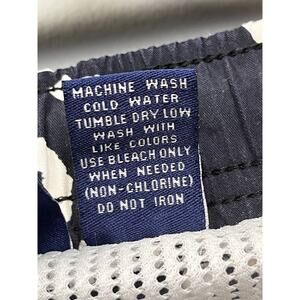 MACHINE WASH
COLD WATER
TUMBLE DRY LOW
WASH WITH
LIKE COLORS
USE BLEACH ONLY
WHEN NEEDED
(NON-CHLORINE)
DO NOT IRON